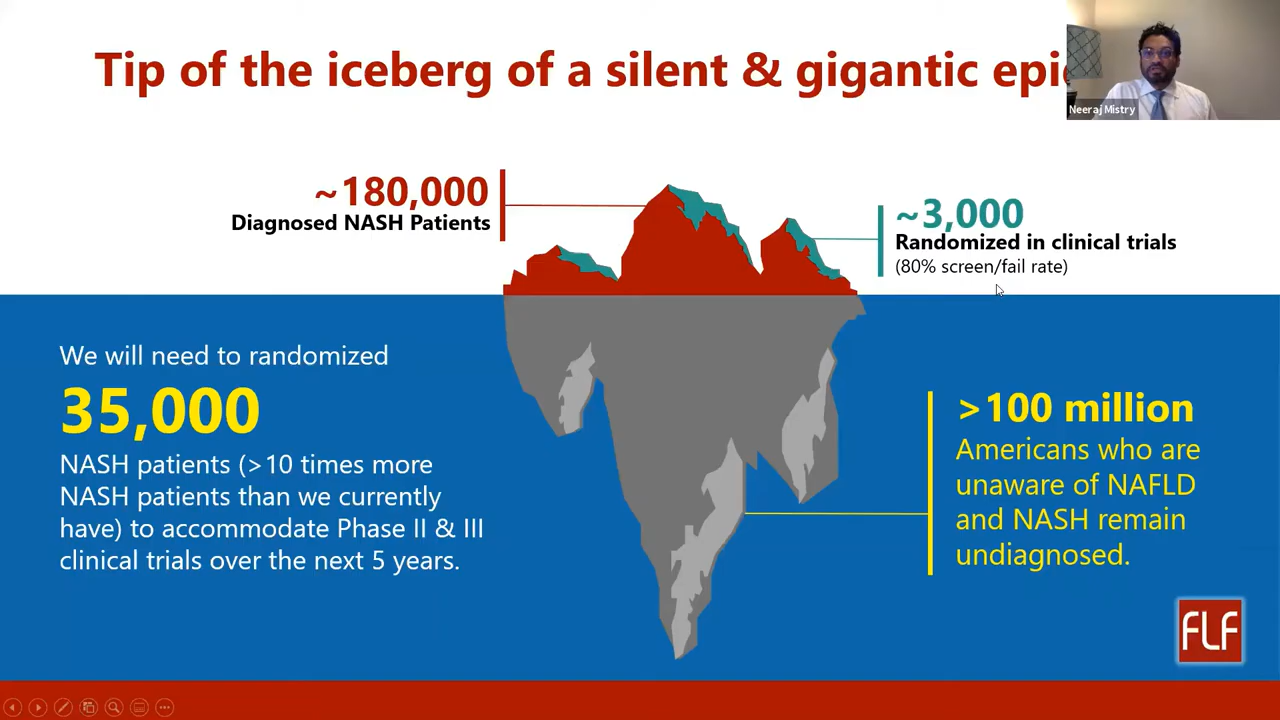 Tip of the iceberg of a silent & gigantic epi
Neeraj Mistry
~180,000
Diagnosed NASH Patients
~3,000
Randomized in clinical trials
(80% screen/fail rate)
We will need to randomized
35,000
NASH patients (>10 times more
NASH patients than we currently
have) to accommodate Phase II & III
clinical trials over the next 5 years.
>100 million
Americans who are
unaware of NAFLD
and NASH remain
undiagnosed.
FLF